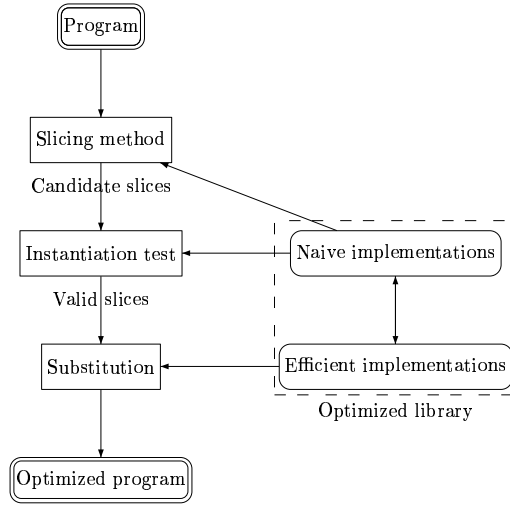 Program
Slicing method
Candidate slices
Instantiation test
Naive implementations
Valid slices
Substitution
Efficient implementations
Optimized library
Optimized program